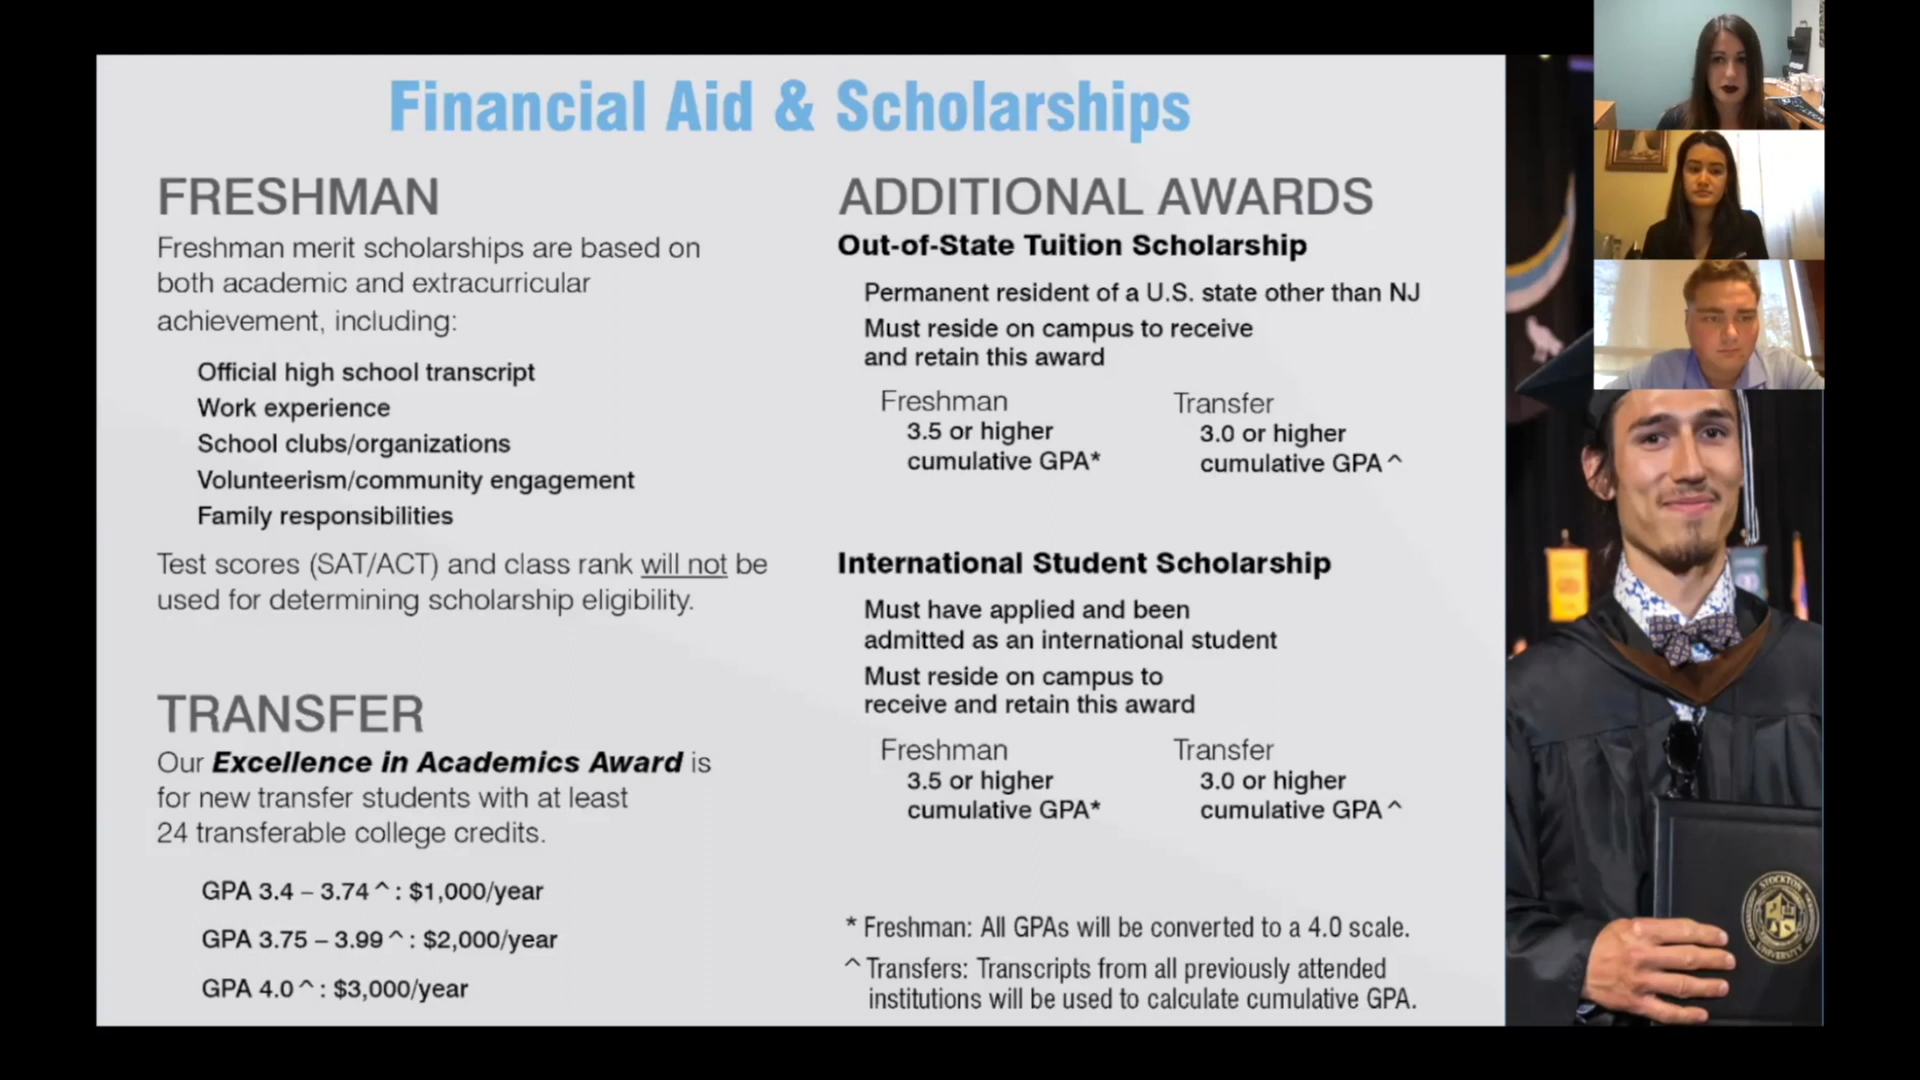 Financial Aid & Scholarships
FRESHMAN
Freshman merit scholarships are based on
both academic and extracurricular
achievement, including:
Official high school transcript
Work experience
School clubs/organizations
Volunteerism/community engagement
Family responsibilities
Test scores (SAT/ACT) and class rank will not be
used for determining scholarship eligibility.
TRANSFER
Our Excellence in Academics Award is
for new transfer students with at least
24 transferable college credits.
GPA 3.4 – 3.74 ^ : $1,000/year
GPA 3.75 – 3.99 ^ : $2,000/year
GPA 4.0 ^ : $3,000/year
ADDITIONAL AWARDS
Out-of-State Tuition Scholarship
Permanent resident of a U.S. state other than NJ
Must reside on campus to receive
and retain this award
Freshman
3.5 or higher
cumulative GPA*
Transfer
3.0 or higher
cumulative GPA ^
International Student Scholarship
Must have applied and been
admitted as an international student
Must reside on campus to
receive and retain this award
Freshman
3.5 or higher
cumulative GPA*
Transfer
3.0 or higher
cumulative GPA ^
* Freshman: All GPAs will be converted to a 4.0 scale.
^ Transfers: Transcripts from all previously attended
institutions will be used to calculate cumulative GPA.
STOCKTON
UNIVERSITY